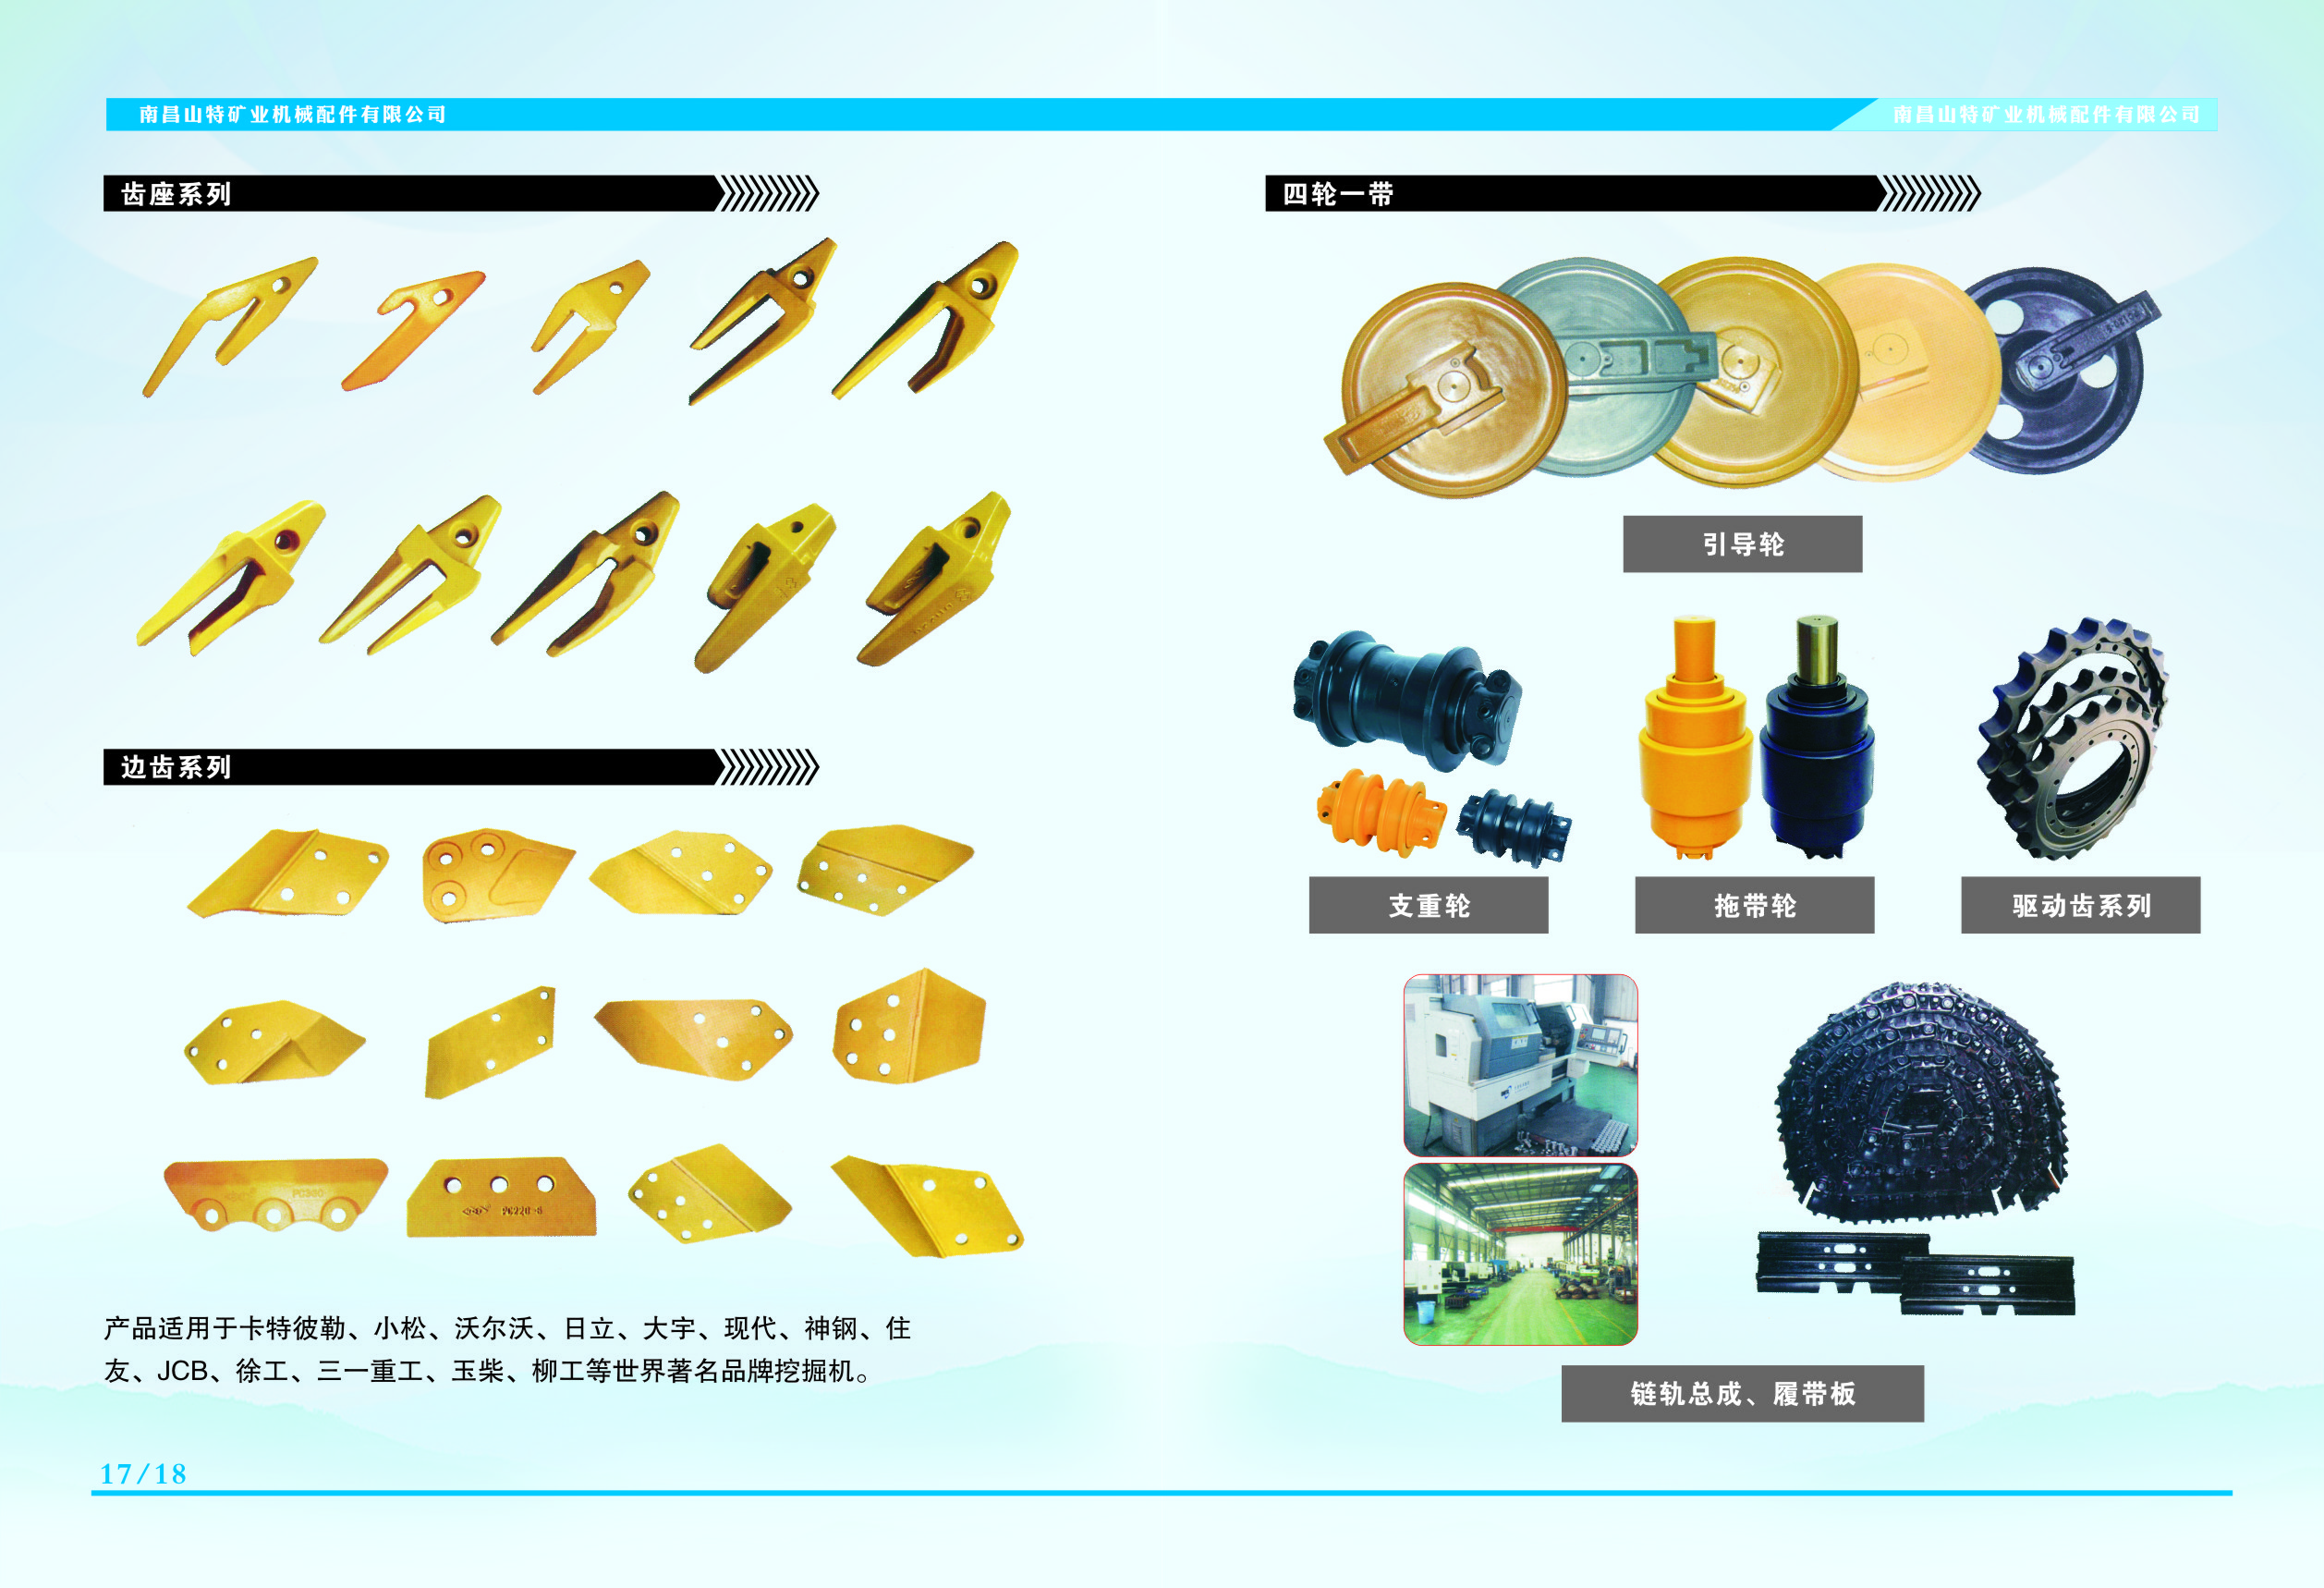 南昌山特矿业机械配件有限公司
南昌山特矿业机械配件有限公司
齿座系列
边齿系列
PC300
PC220-6
产品适用于卡特彼勒、小松、沃尔沃、日立、大宇、现代、神钢、住
友、JCB、徐工、三一重工、玉柴、柳工等世界著名品牌挖掘机。
17/18
四轮一带
引导轮
支重轮
拖带轮
驱动齿系列
链轨总成、履带板